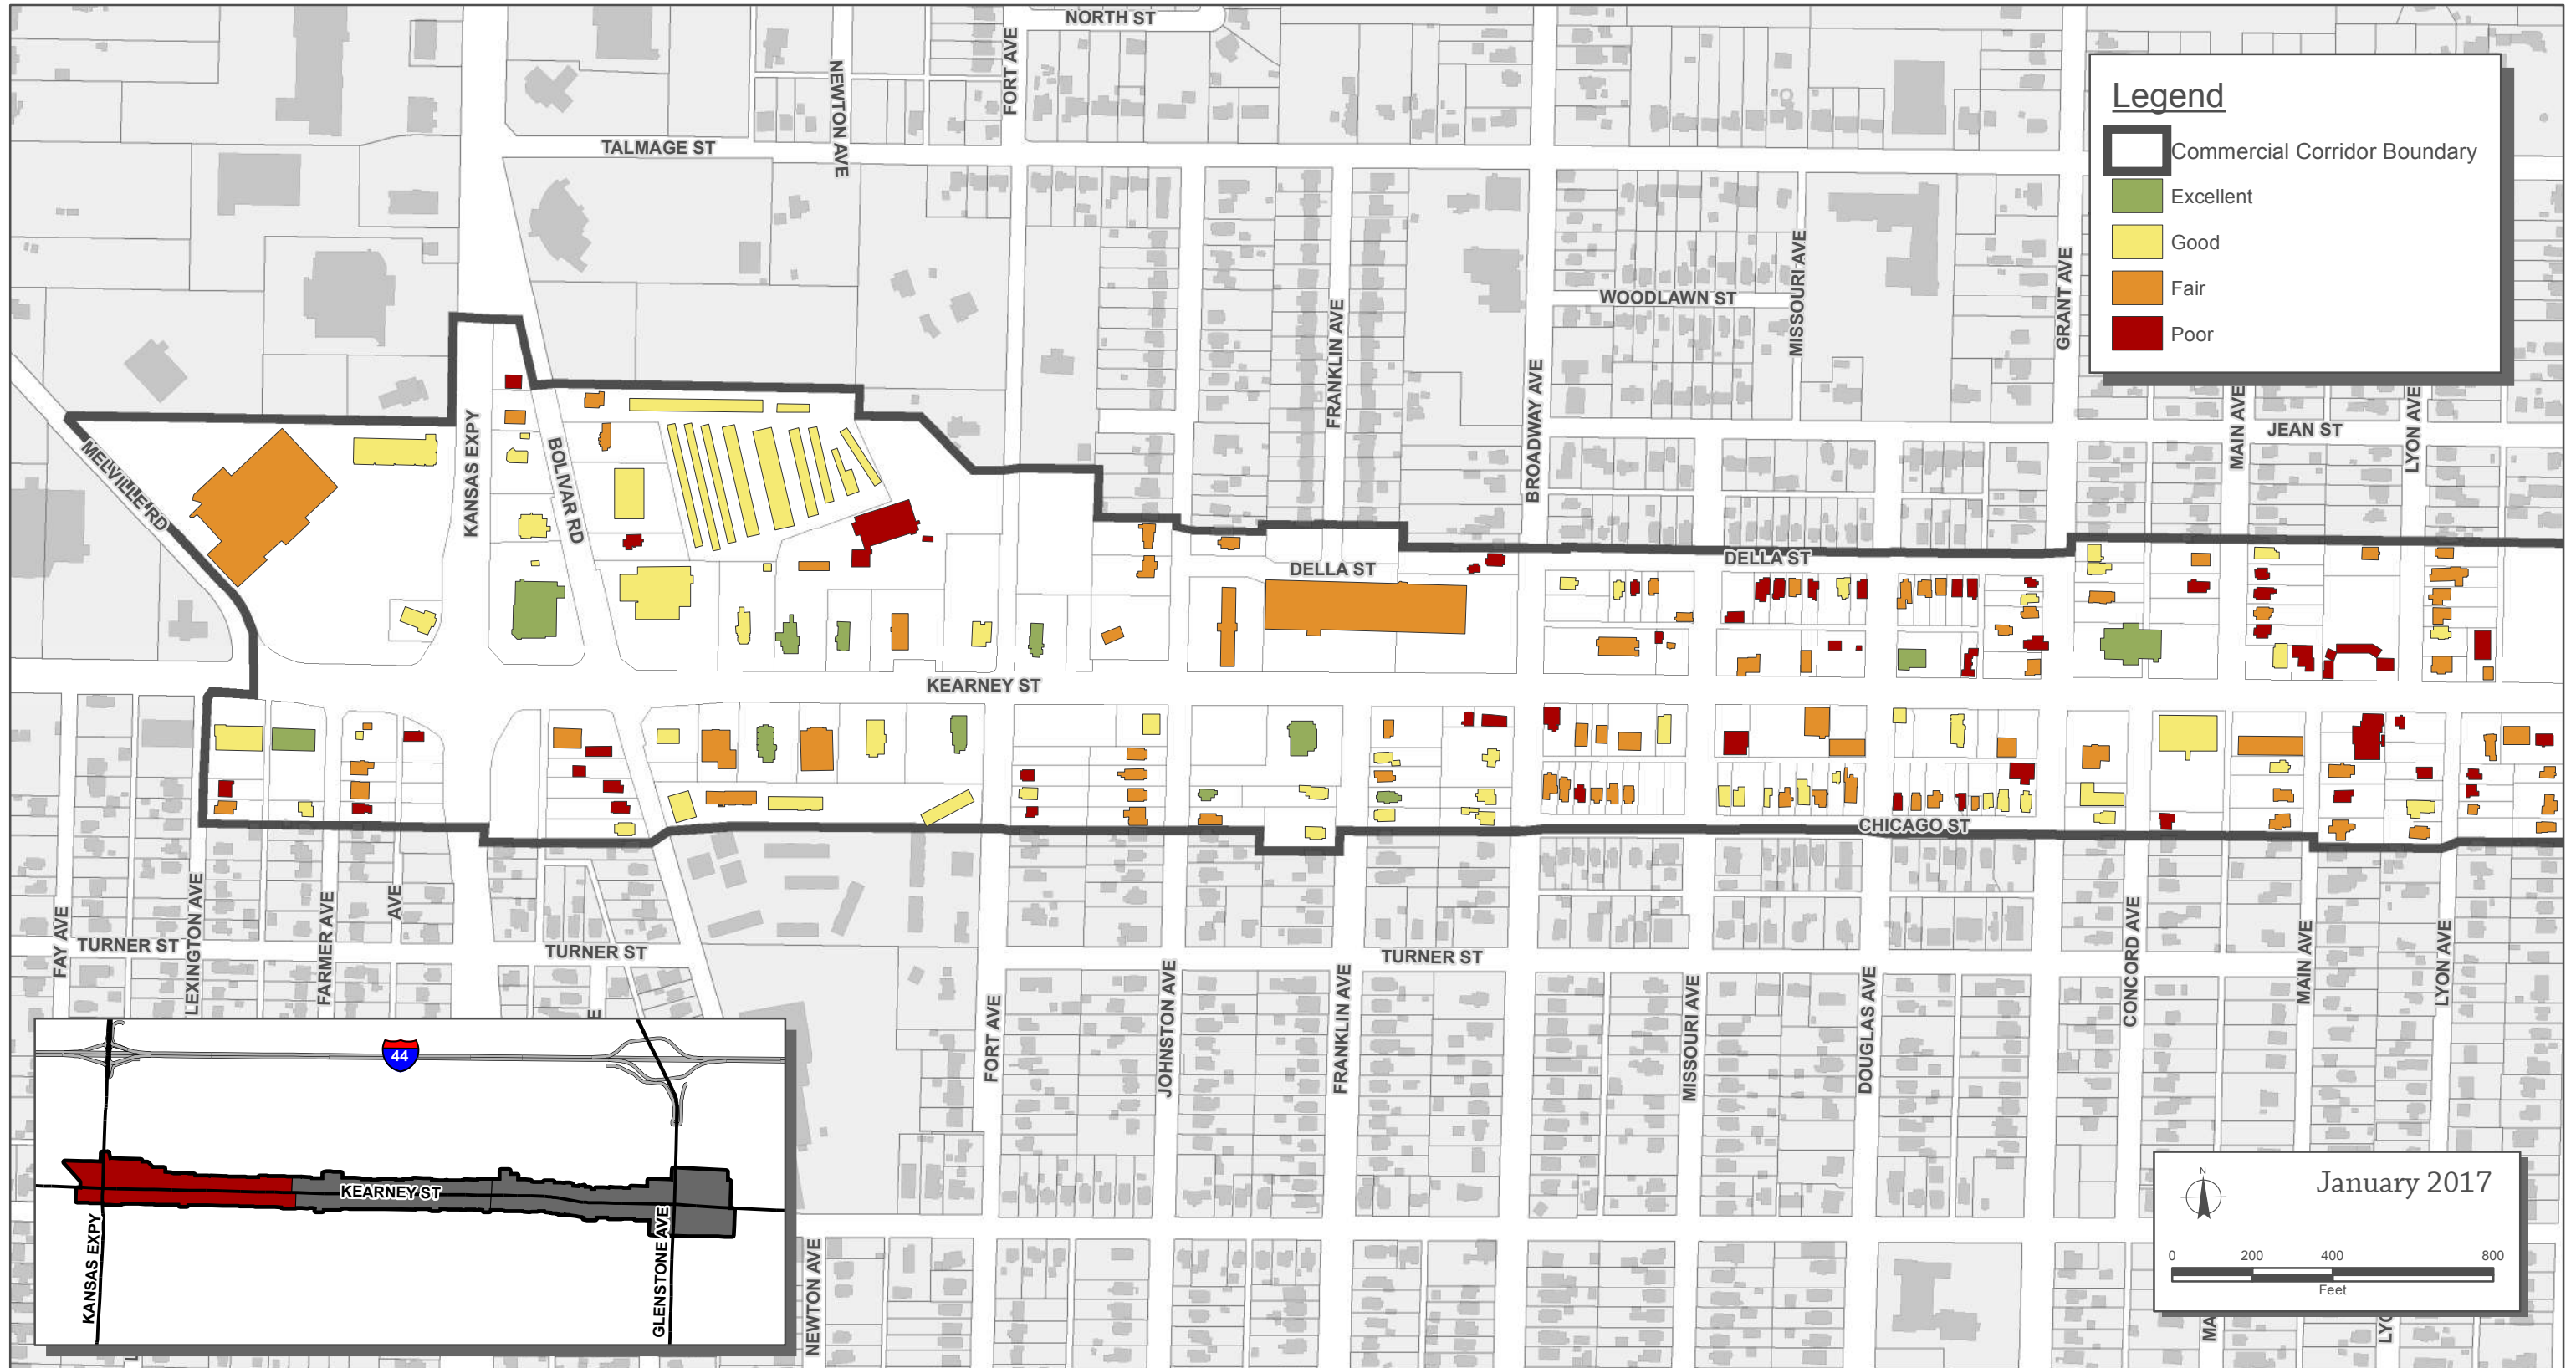 NORTH ST
FORT AVE
NEWTON AVE
TALMAGE ST
Legend
Commercial Corridor Boundary
Excellent
Good
Fair
Poor
WOODLAWN ST
MISSOURI AVE
GRANT AVE
FRANKLIN AVE
BROADWAY AVE
MAIN AVE
LYON AVE
JEAN ST
KANSAS EXPY
BOLIVAR RD
MELVILLE RD
DELLA ST
DELLA ST
KEARNEY ST
CHICAGO ST
FAY AVE
TURNER ST
LEXINGTON AVE
FARMER AVE
AVE
TURNER ST
E
TURNER ST
FORT AVE
JOHNSTON AVE
FRANKLIN AVE
MISSOURI AVE
DOUGLAS AVE
CONCORD AVE
MAIN AVE
LYON AVE
44
KEARNEY ST
KANSAS EXPY
GLENSTONE AVE
NEWTON AVE
N
January 2017
0 200 400 800
Feet
MA
LYO